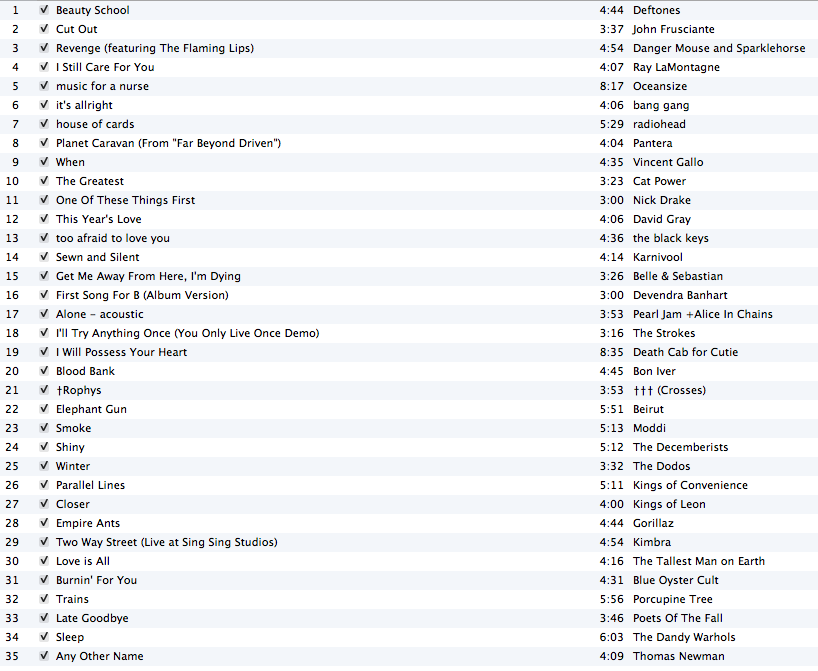 1 ✔ Beauty School 4:44 Deftones
2 ✔ Cut Out 3:37 John Frusciante
3 ✔ Revenge (featuring The Flaming Lips) 4:54 Danger Mouse and Sparklehorse
4 ✔ I Still Care For You 4:07 Ray LaMontagne
5 ✔ music for a nurse 8:17 Oceansize
6 ✔ it's allright 4:06 bang gang
7 ✔ house of cards 5:29 radiohead
8 ✔ Planet Caravan (From "Far Beyond Driven") 4:04 Pantera
9 ✔ When 4:35 Vincent Gallo
10 ✔ The Greatest 3:23 Cat Power
11 ✔ One Of These Things First 3:00 Nick Drake
12 ✔ This Year's Love 4:06 David Gray
13 ✔ too afraid to love you 4:36 the black keys
14 ✔ Sewn and Silent 4:14 Karnivool
15 ✔ Get Me Away From Here, I'm Dying 3:26 Belle & Sebastian
16 ✔ First Song For B (Album Version) 3:00 Devendra Banhart
17 ✔ Alone - acoustic 3:53 Pearl Jam +Alice In Chains
18 ✔ I'll Try Anything Once (You Only Live Once Demo) 3:16 The Strokes
19 ✔ I Will Possess Your Heart 8:35 Death Cab for Cutie
20 ✔ Blood Bank 4:45 Bon Iver
21 ✔ †Rophys 3:53 ††† (Crosses)
22 ✔ Elephant Gun 5:51 Beirut
23 ✔ Smoke 5:13 Moddi
24 ✔ Shiny 5:12 The Decemberists
25 ✔ Winter 3:32 The Dodos
26 ✔ Parallel Lines 5:11 Kings of Convenience
27 ✔ Closer 4:00 Kings of Leon
28 ✔ Empire Ants 4:44 Gorillaz
29 ✔ Two Way Street (Live at Sing Sing Studios) 4:54 Kimbra
30 ✔ Love is All 4:16 The Tallest Man on Earth
31 ✔ Burnin' For You 4:31 Blue Oyster Cult
32 ✔ Trains 5:56 Porcupine Tree
33 ✔ Late Goodbye 3:46 Poets Of The Fall
34 ✔ Sleep 6:03 The Dandy Warhols
35 ✔ Any Other Name 4:09 Thomas Newman